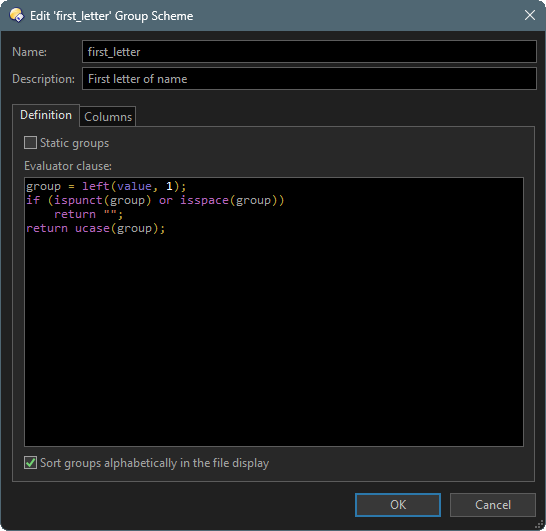 Edit 'first_letter' Group Scheme
Name: first_letter
Description: First letter of name
Definition Columns
Static groups
Evaluator clause:
group = left(value, 1);
if (ispunct(group) or isspace(group))
    return "";
return ucase(group);
Sort groups alphabetically in the file display
OK Cancel